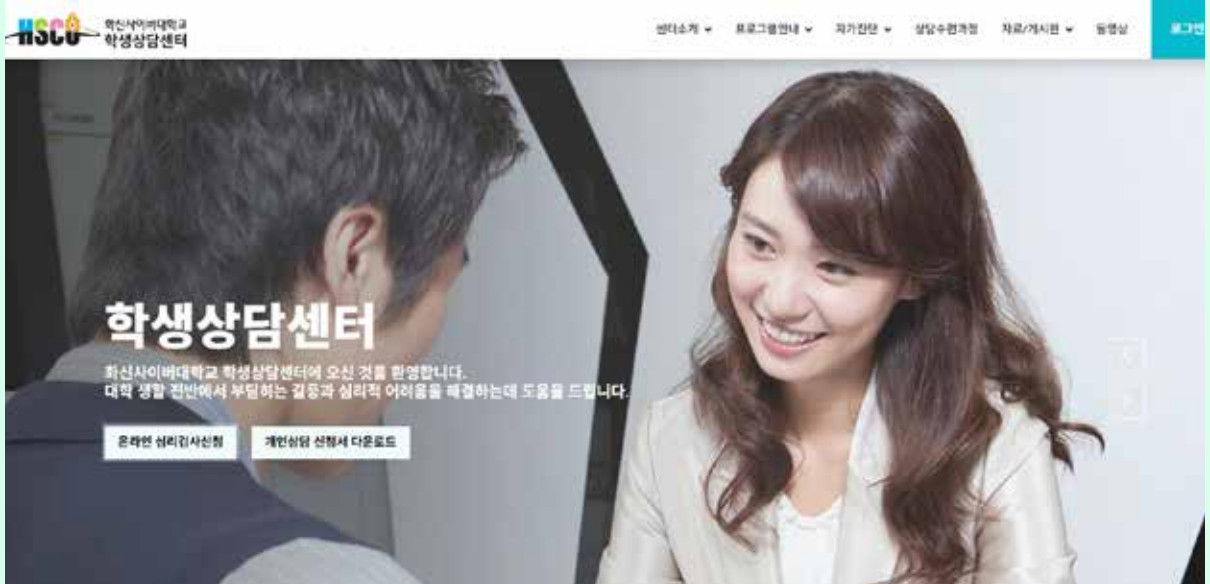 HSCU
화신사이버대학교
학생상담센터
센터소개
프로그램안내
자가진단
상담수련과정
자료/게시판
동영상
로그인
학생상담센터
화신사이버대학교 학생상담센터에 오신 것를 환영합니다.
대학 생활 전반에서 부딪히는 갈등과 심리적 어려움을 해결하는데 도움을 드립니다.
온라인 심리검사신청
개인상담 신청서 다운로드